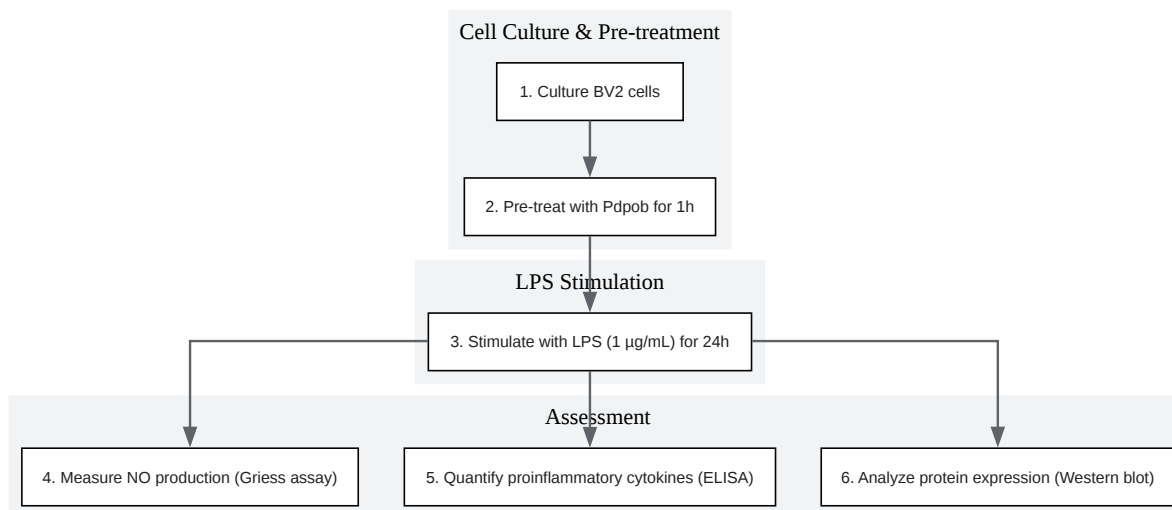 Cell Culture & Pre-treatment
1. Culture BV2 cells
2. Pre-treat with Pdpob for 1h
LPS Stimulation
3. Stimulate with LPS (1 µg/mL) for 24h
Assessment
4. Measure NO production (Griess assay)
5. Quantify proinflammatory cytokines (ELISA)
6. Analyze protein expression (Western blot)